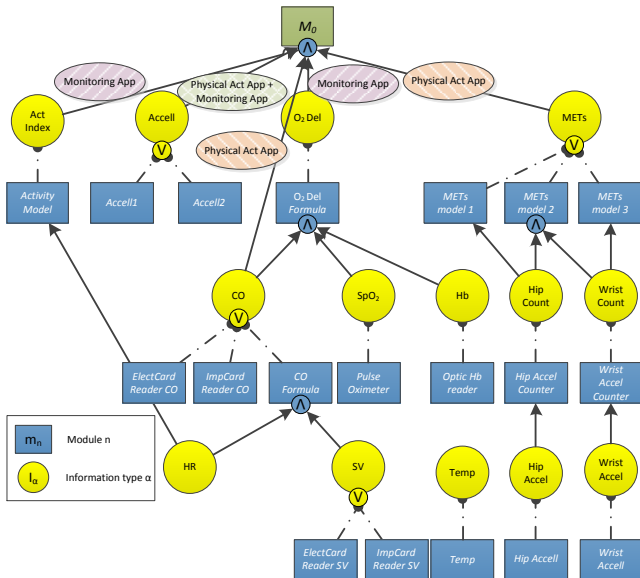 M₀
Λ
Monitoring App
Physical Act App +
Monitoring App
Monitoring App
Physical Act App
Act
Index
Accell
O₂ Del
METs
V
V
Physical Act App
Activity
Model
Accell1
Accell2
O₂ Del
Formula
METs
model 1
METs
model 2
METs
model 3
Λ
Λ
CO
SpO₂
Hb
Hip
Count
Wrist
Count
V
ElectCard
Reader CO
ImpCard
Reader CO
CO
Formula
Pulse
Oximeter
Optic Hb
reader
Hip Accel
Counter
Wrist
Accel
Counter
Λ
mₙ
Module n
Iα
Information type α
HR
SV
Temp
Hip
Accel
Wrist
Accel
V
ElectCard
Reader SV
ImpCard
Reader SV
Temp
Hip Accell
Wrist
Accell